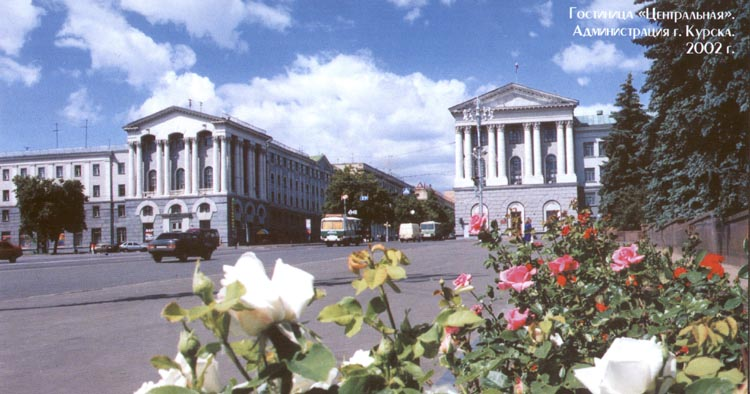 Гостиница «Центральная».
Администрация г. Курска.
2002 г.